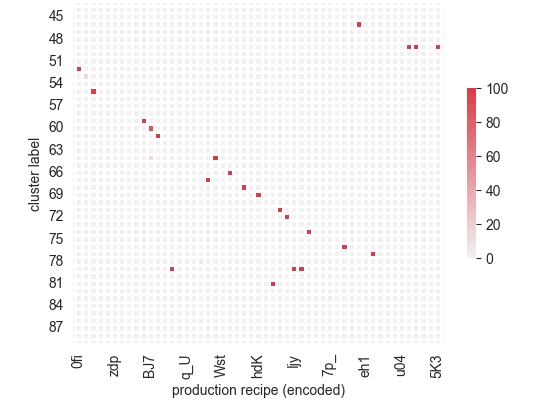 45
48
51
54
57
60
63
66
69
72
75
78
81
84
87
cluster label
0fi
zdp
BJ7
q_U
Wst
hdK
ljy
7p_
eh1
u04
5K3
production recipe (encoded)
100
80
60
40
20
0